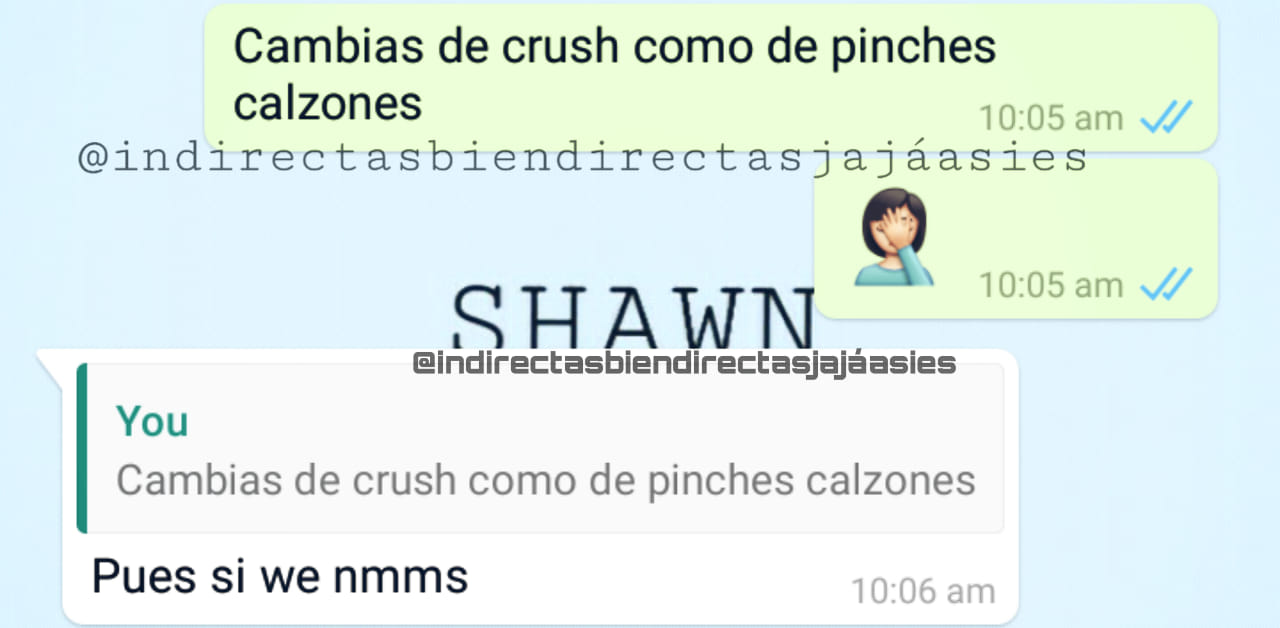 Cambias de crush como de pinches
calzones
10:05 am
@indirectasbiendirectasjajáasies
10:05 am
SHAWN
@indirectasbiendirectasjajáasies
You
Cambias de crush como de pinches calzones
Pues si we nmms
10:06 am